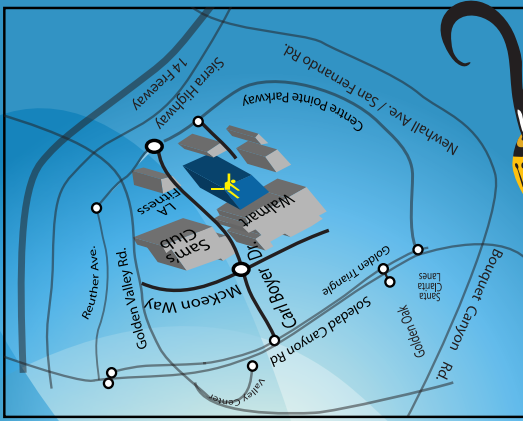 14 Freeway
Sierra Highway
Newhall Ave./ San Fernando Rd.
Centre Pointe Parkway
LA
Fitness
Walmart
Sam's
Club
Reuther Ave.
Golden Valley Rd.
McKeon Way
Carl Boyer Dr.
Golden Triangle
Soledad Canyon Rd
Santa
Clarita
Lanes
Golden Oak
Bouquet Canyon Rd.
Valley Center